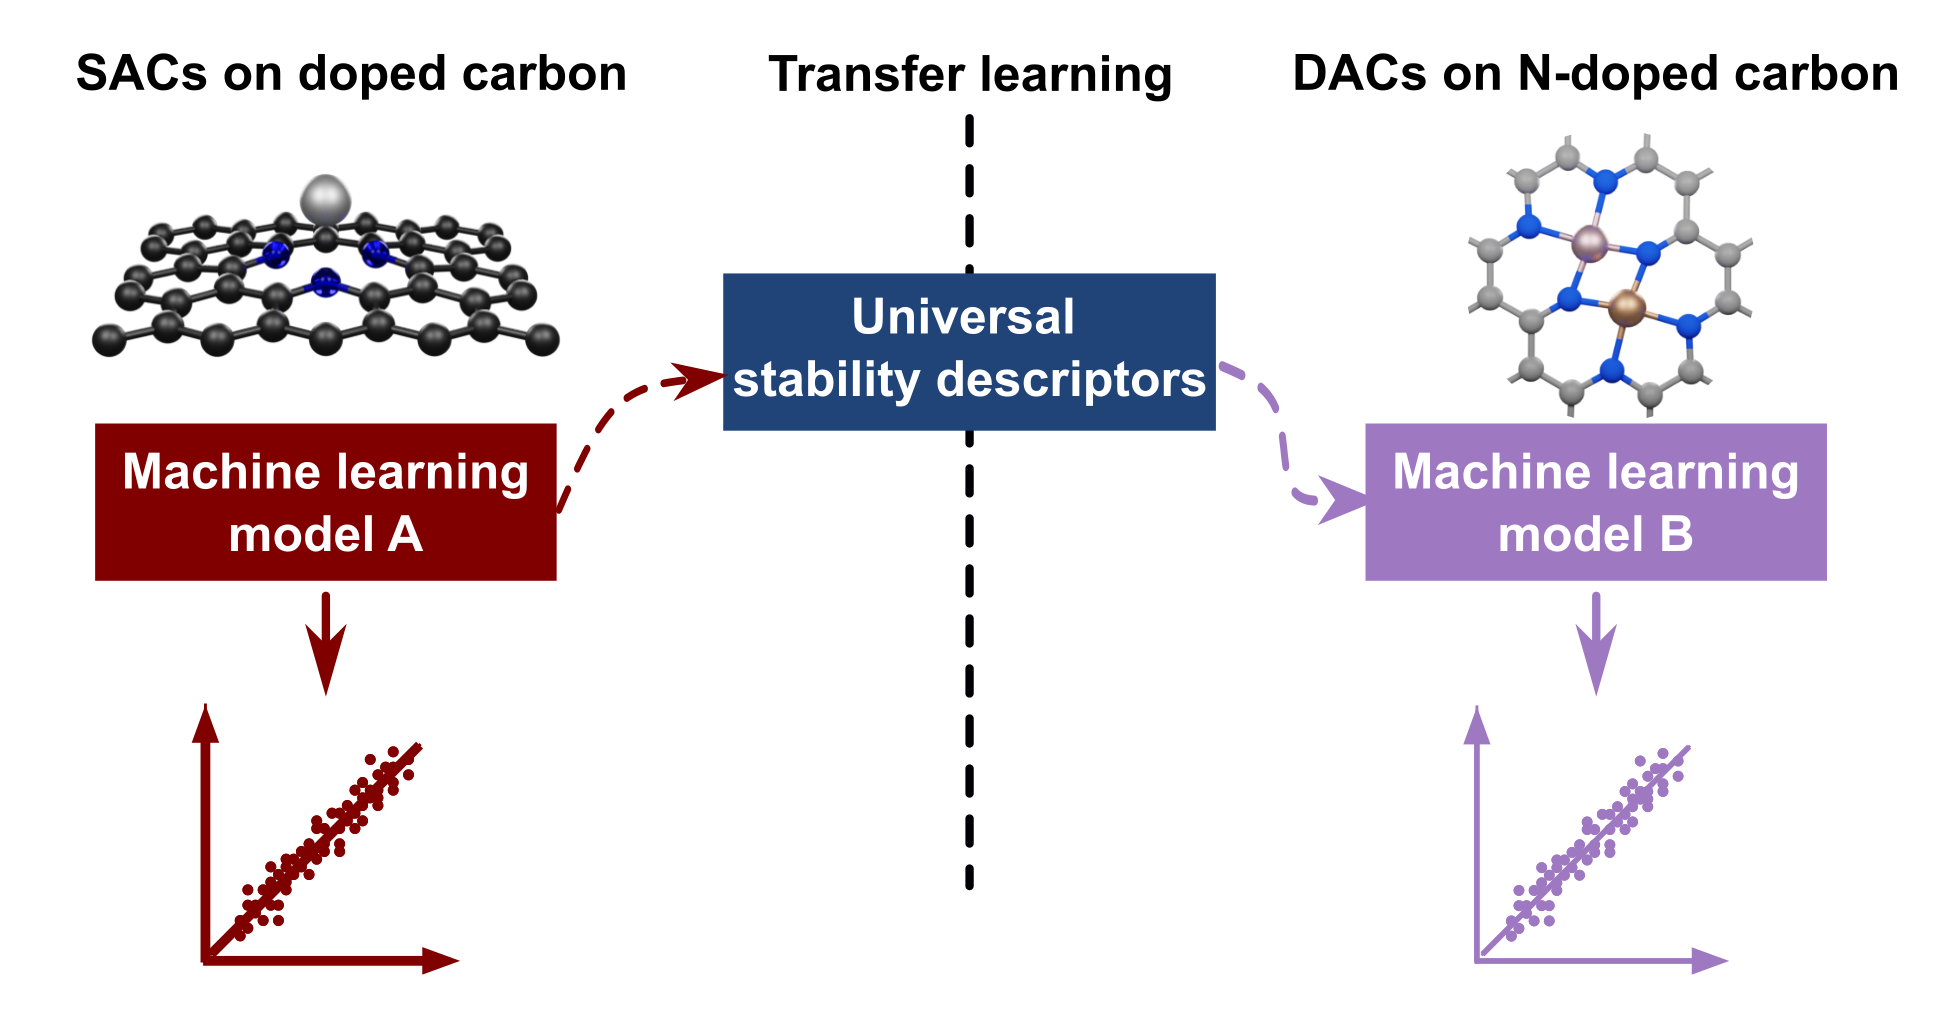 SACs on doped carbon
Transfer learning
DACs on N-doped carbon
Universal
stability descriptors
Machine learning
model A
Machine learning
model B